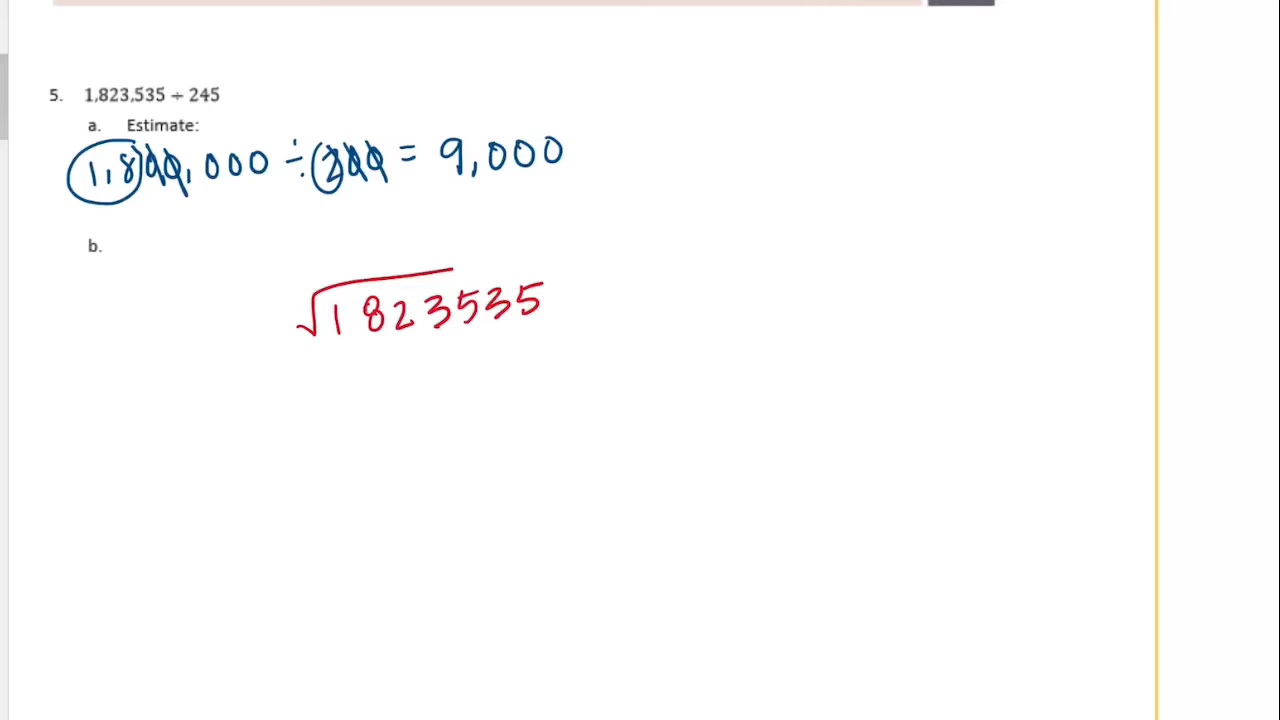 5. 1,823,535 ÷ 245
a. Estimate:
1,800,000 ÷ 200 = 9,000
b.
√1823535